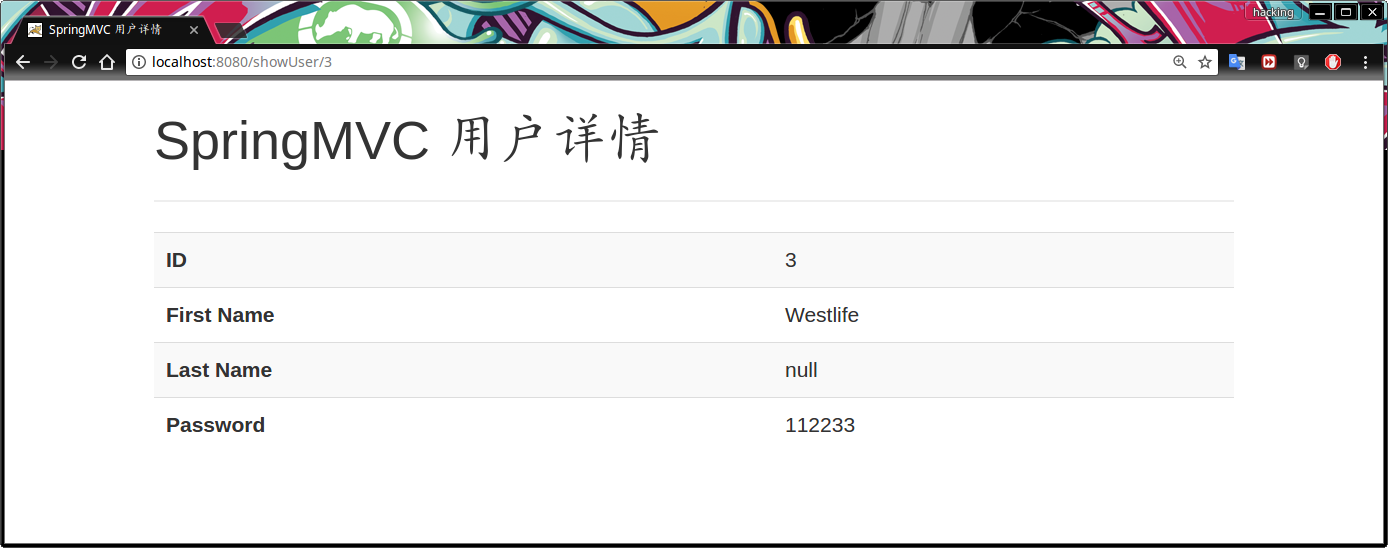 hacking
SpringMVC 用户详情
localhost:8080/showUser/3
SpringMVC 用户详情
ID 3
First Name Westlife
Last Name null
Password 112233